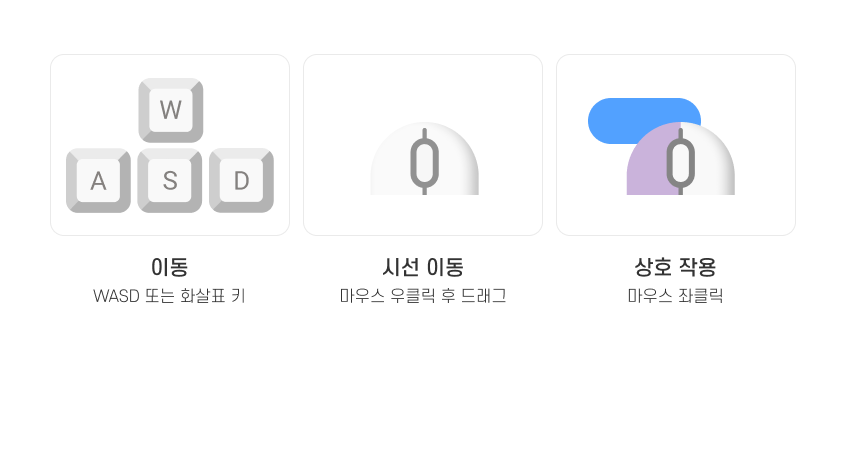 W
A S D
이동
WASD 또는 화살표 키
시선 이동
마우스 우클릭 후 드래그
상호 작용
마우스 좌클릭